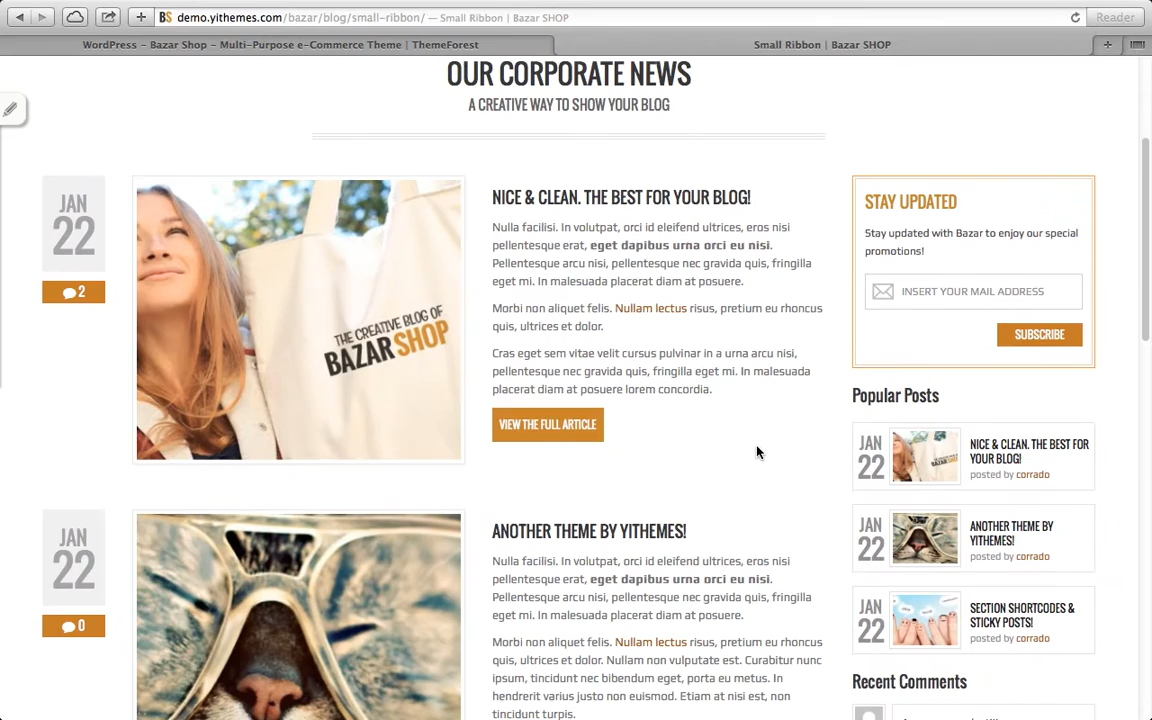 BS demo.yithemes.com/bazar/blog/small-ribbon/ — Small Ribbon | Bazar SHOP
Reader
WordPress – Bazar Shop – Multi-Purpose e-Commerce Theme | ThemeForest
Small Ribbon | Bazar SHOP
OUR CORPORATE NEWS
A CREATIVE WAY TO SHOW YOUR BLOG
JAN
22
2
THE CREATIVE BLOG OF
BAZAR SHOP
NICE & CLEAN. THE BEST FOR YOUR BLOG!
Nulla facilisi. In volutpat, orci id eleifend ultrices, eros nisi
pellentesque erat, eget dapibus urna orci eu nisi.
Pellentesque arcu nisi, pellentesque nec gravida quis, fringilla
eget mi. In malesuada placerat diam at posuere.
Morbi non aliquet felis. Nullam lectus risus, pretium eu rhoncus
quis, ultrices et dolor.
Cras eget sem vitae velit cursus pulvinar in a urna arcu nisi,
pellentesque nec gravida quis, fringilla eget mi. In malesuada
placerat diam at posuere lorem concordia.
VIEW THE FULL ARTICLE
JAN
22
0
ANOTHER THEME BY YITHEMES!
Nulla facilisi. In volutpat, orci id eleifend ultrices, eros nisi
pellentesque erat, eget dapibus urna orci eu nisi.
Pellentesque arcu nisi, pellentesque nec gravida quis, fringilla
eget mi. In malesuada placerat diam at posuere.
Morbi non aliquet felis. Nullam lectus risus, pretium eu rhoncus
quis, ultrices et dolor. Nullam non vulputate est. Curabitur nunc
ipsum, tincidunt nec bibendum eget, porta eu metus. In
hendrerit varius justo non euismod. Etiam at nisi est, non
tincidunt turpis.
STAY UPDATED
Stay updated with Bazar to enjoy our special
promotions!
INSERT YOUR MAIL ADDRESS
SUBSCRIBE
Popular Posts
JAN
22
NICE & CLEAN. THE BEST FOR
YOUR BLOG!
posted by corrado
JAN
22
ANOTHER THEME BY
YITHEMES!
posted by corrado
JAN
22
SECTION SHORTCODES &
STICKY POSTS!
posted by corrado
Recent Comments